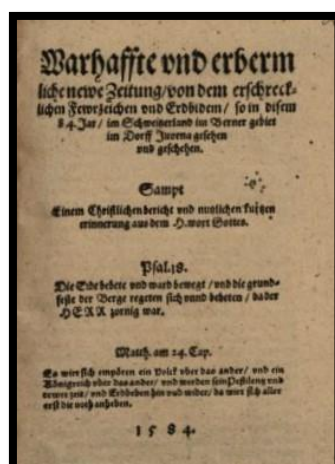 Warhaffte vnd erberm
liche newe Zeitung/ von dem erschreck-
lichen Fewrzeichen vnd Erdbidem/ so in disem
84. Jar/ im Schweitzerland im Berner gebiet
im Dorff Juuena gesehen
vnd geschehen.
Sampt
Einem Christlichen bericht vnd nutzlichen kurtzen
erinnerung aus dem H. wort Gottes.
Psal. 18.
Die Erde bebete vnd ward bewegt/ vnd die grund-
feste der Berge regeten sich vnnd bebeten/ da der
HERR zornig war.
Matth. am 24. Cap.
Es wirt sich empören ein Volck vber das ander/ vnd ein
Königreich vber das ander/ vnd werden sein Pestilentz vnd
tewre zeit/ vnd Erdbeben hin vnd wider/ da wirt sich aller
erst die noth anheben.
1584.